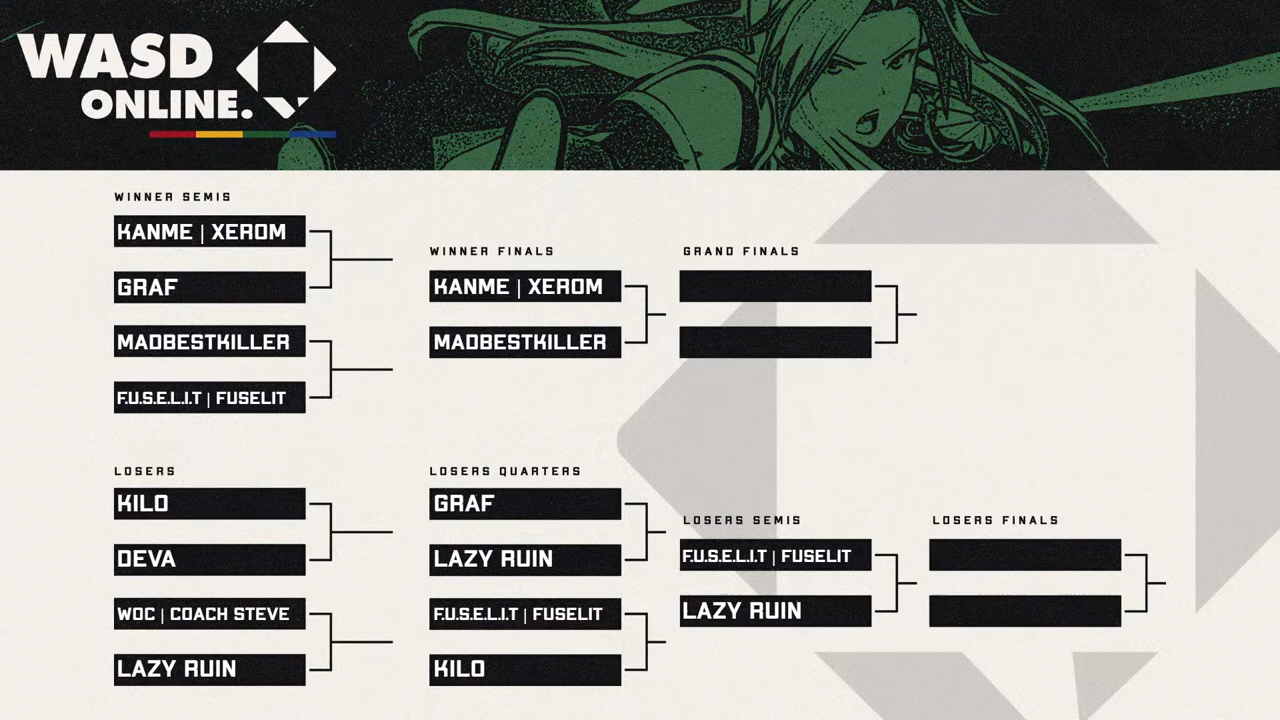 WASD
ONLINE.
WINNER SEMIS
KANME | XEROM
GRAF
MADBESTKILLER
F.U.S.E.L.I.T | FUSELIT
WINNER FINALS
KANME | XEROM
MADBESTKILLER
GRAND FINALS
LOSERS
KILO
DEVA
WOC | COACH STEVE
LAZY RUIN
LOSERS QUARTERS
GRAF
LAZY RUIN
F.U.S.E.L.I.T | FUSELIT
KILO
LOSERS SEMIS
F.U.S.E.L.I.T | FUSELIT
LAZY RUIN
LOSERS FINALS